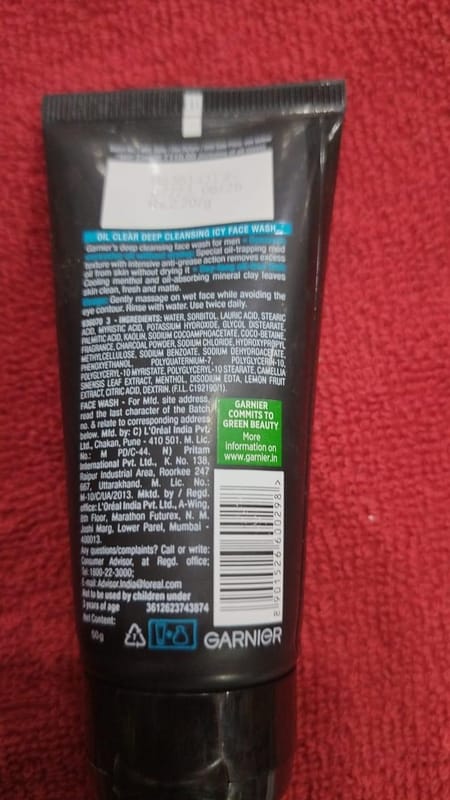 OIL CLEAR DEEP CLEANSING ICY FACE WASH
Garnier's deep cleansing face wash for men
Special oil-trapping mud
texture with intensive anti-grease action removes excess
oil from skin without drying it
Cooling menthol and oil-absorbing mineral clay leaves
skin clean, fresh and matte.
Usage: Gently massage on wet face while avoiding the
eye contour. Rinse with water. Use twice daily.
936079 3 - INGREDIENTS: WATER, SORBITOL, LAURIC ACID, STEARIC
ACID, MYRISTIC ACID, POTASSIUM HYDROXIDE, GLYCOL DISTEARATE,
PALMITIC ACID, KAOLIN, SODIUM COCOAMPHOACETATE, COCO-BETAINE,
FRAGRANCE, CHARCOAL POWDER, SODIUM CHLORIDE, HYDROXYPROPYL
METHYLCELLULOSE, SODIUM BENZOATE, SODIUM DEHYDROACETATE,
PHENOXYETHANOL, POLYQUATERNIUM-7, POLYGLYCERIN-10,
POLYGLYCERYL-10 MYRISTATE, POLYGLYCERYL-10 STEARATE, CAMELLIA
SINENSIS LEAF EXTRACT, MENTHOL, DISODIUM EDTA, LEMON FRUIT
EXTRACT, CITRIC ACID, DEXTRIN. (F.I.L. C192190/1).
FACE WASH - For Mfd. site address,
read the last character of the Batch
no. & relate to corresponding address
below. Mfd. by: C) L'Oréal India Pvt.
Ltd., Chakan, Pune - 410 501. M. Lic.
No.: M PD/C-44. N) Pritam
International Pvt. Ltd., K. No. 138,
Raipur Industrial Area, Roorkee 247
667, Uttarakhand. M. Lic. No.:
M-10/C/UA/2013. Mktd. by / Regd.
office: L'Oréal India Pvt. Ltd., A-Wing,
8th Floor, Marathon Futurex, N. M.
Joshi Marg, Lower Parel, Mumbai -
400013.
Any questions/complaints? Call or write:
Consumer Advisor, at Regd. office;
Tel: 1800-22-3000;
E-mail: Advisor.India@loreal.com
Not to be used by children under
3 years of age 3612623743874
Net Content:
50g
GARNIER
COMMITS TO
GREEN BEAUTY
More
information on
www.garnier.in
8 901526 600298 >
GARNIER